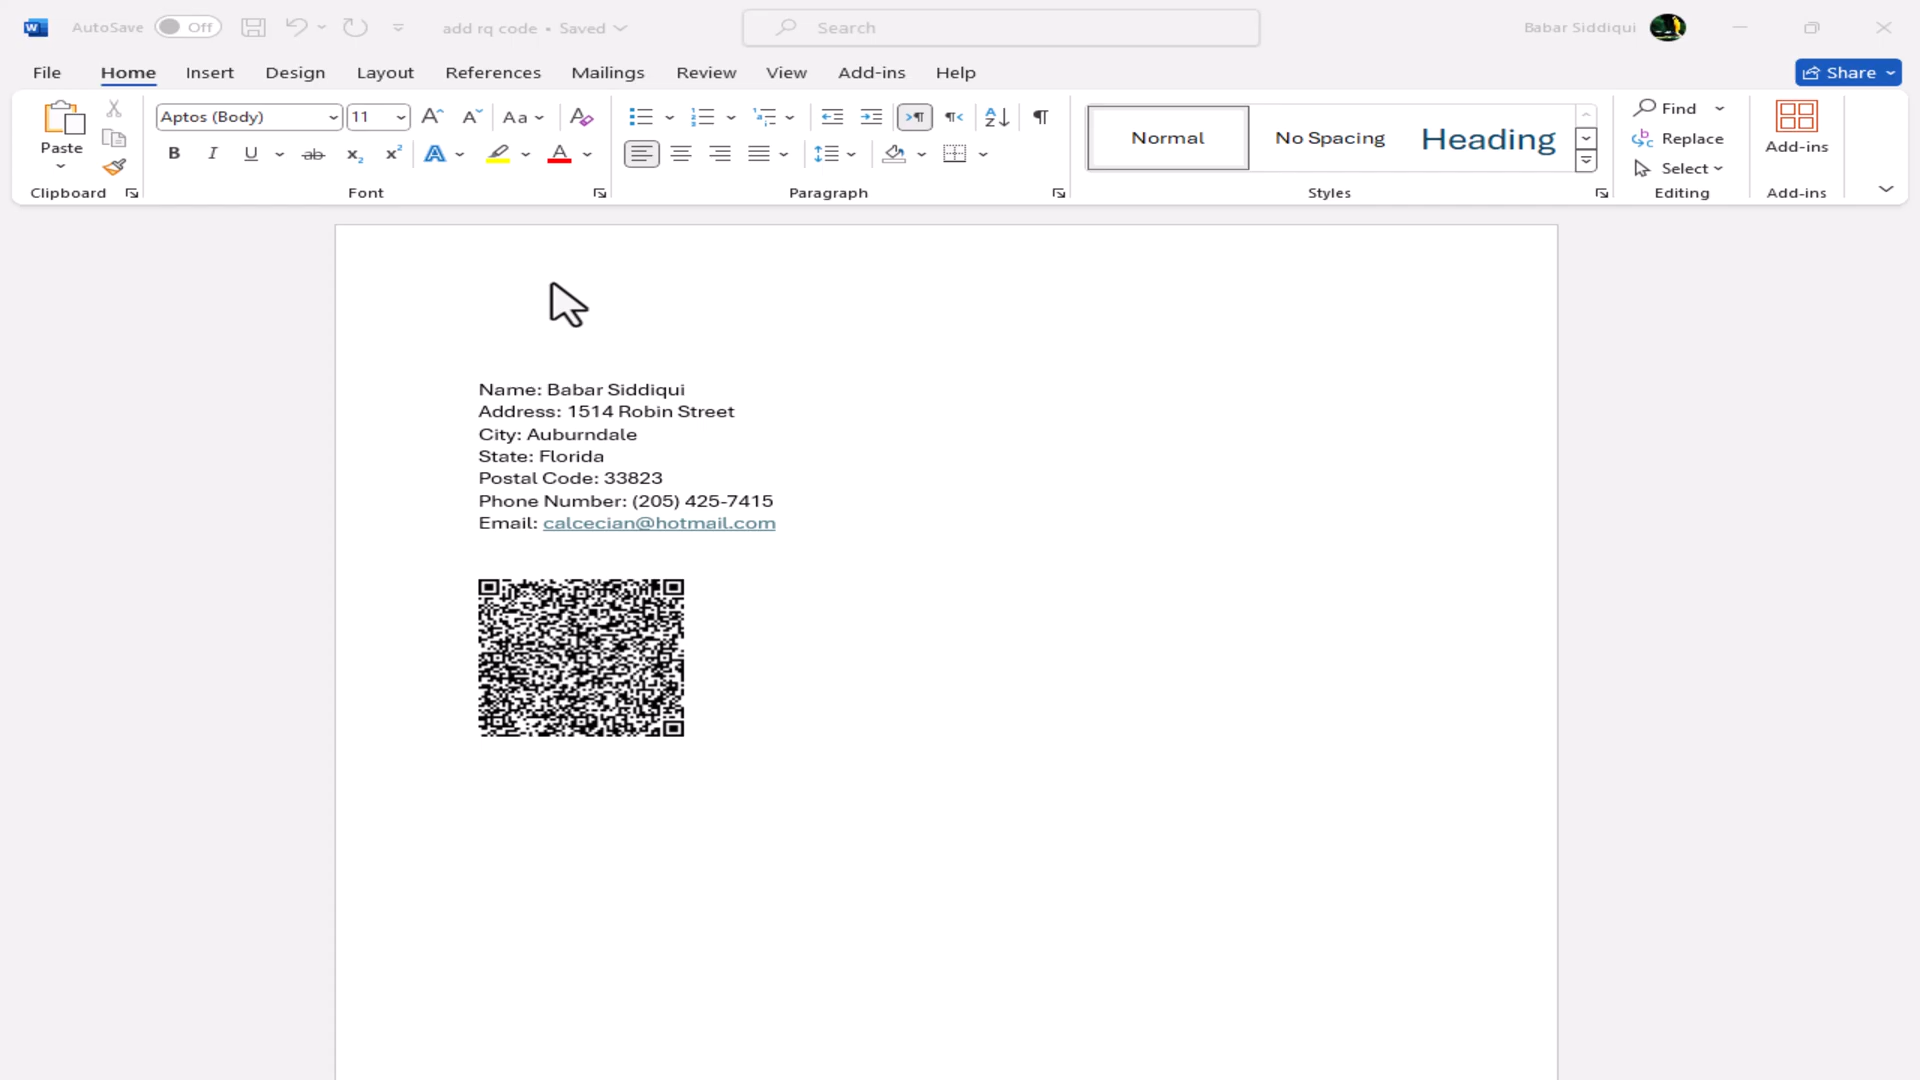 AutoSave Off add rq code • Saved Search Babar Siddiqui
File Home Insert Design Layout References Mailings Review View Add-ins Help Share
Paste
Clipboard
Aptos (Body) 11 Aa
B I U ab x₂ x² A A
Font
Paragraph
Normal No Spacing Heading
Styles
Find
Replace
Select
Editing
Add-ins
Add-ins
Name: Babar Siddiqui
Address: 1514 Robin Street
City: Auburndale
State: Florida
Postal Code: 33823
Phone Number: (205) 425-7415
Email: calcecian@hotmail.com